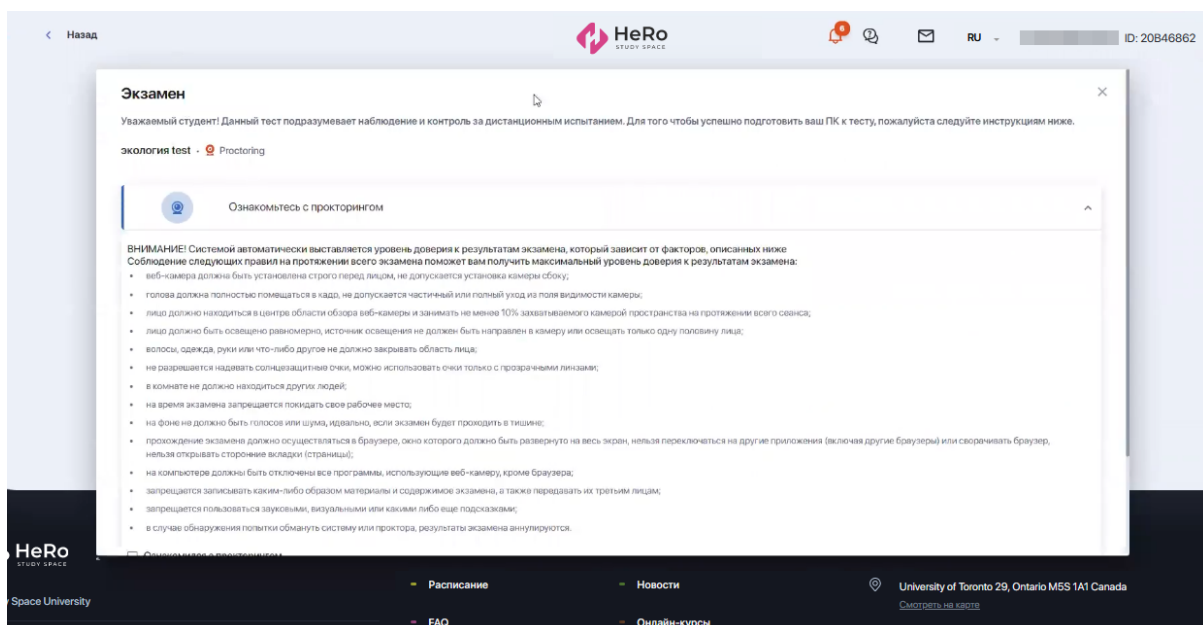 Назад
HeRo
STUDY SPACE
6
RU
ID: 20B46862
Экзамен
Уважаемый студент! Данный тест подразумевает наблюдение и контроль за дистанционным испытанием. Для того чтобы успешно подготовить ваш ПК к тесту, пожалуйста следуйте инструкциям ниже.
экология test - Proctoring
Ознакомьтесь с прокторингом
ВНИМАНИЕ! Системой автоматически выставляется уровень доверия к результатам экзамена, который зависит от факторов, описанных ниже
Соблюдение следующих правил на протяжении всего экзамена поможет вам получить максимальный уровень доверия к результатам экзамена:
• веб-камера должна быть установлена строго перед лицом, не допускается установка камеры сбоку;
• голова должна полностью помещаться в кадр, не допускается частичный или полный уход из поля видимости камеры;
• лицо должно находиться в центре области обзора веб-камеры и занимать не менее 10% захватываемого камерой пространства на протяжении всего сеанса;
• лицо должно быть освещено равномерно, источник освещения не должен быть направлен в камеру или освещать только одну половину лица;
• волосы, одежда, руки или что-либо другое не должно закрывать область лица;
• не разрешается надевать солнцезащитные очки, можно использовать очки только с прозрачными линзами;
• в комнате не должно находиться других людей;
• на время экзамена запрещается покидать свое рабочее место;
• на фоне не должно быть голосов или шума, идеально, если экзамен будет проходить в тишине;
• прохождение экзамена должно осуществляться в браузере, окно которого должно быть развернуто на весь экран, нельзя переключаться на другие приложения (включая другие браузеры) или сворачивать браузер,
нельзя открывать сторонние вкладки (страницы);
• на компьютере должны быть отключены все программы, использующие веб-камеру, кроме браузера;
• запрещается записывать каким-либо образом материалы и содержимое экзамена, а также передавать их третьим лицам;
• запрещается пользоваться звуковыми, визуальными или какими либо еще подсказками;
• в случае обнаружения попытки обмануть систему или проктора, результаты экзамена аннулируются.
Ознакомился с прокторингом
HeRo
STUDY SPACE
Space University
Расписание
Новости
University of Toronto 29, Ontario M5S 1A1 Canada
Смотреть на карте
FAQ
Онлайн-курсы